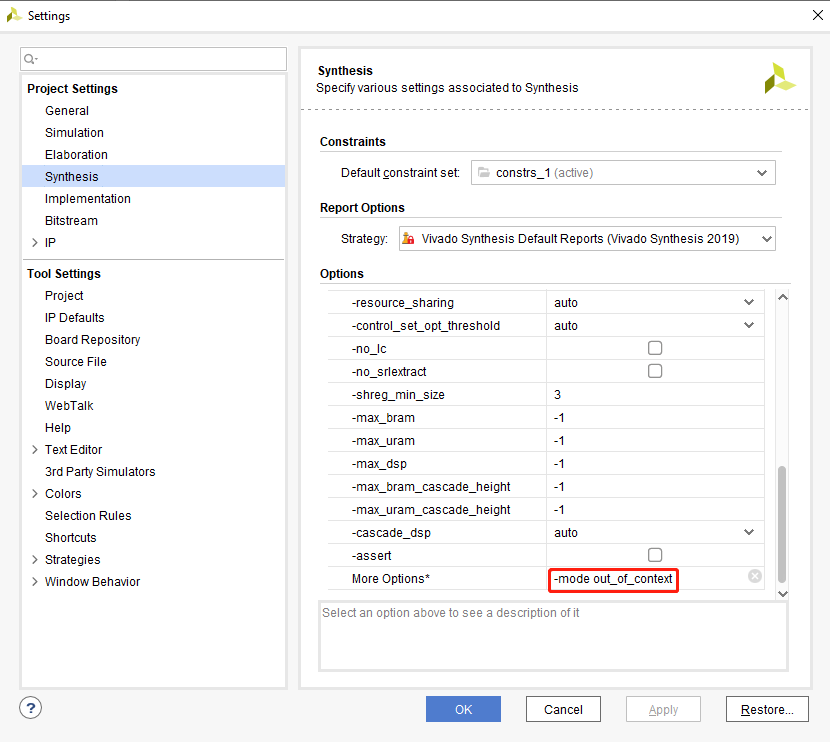 Settings
Project Settings
General
Simulation
Elaboration
Synthesis
Implementation
Bitstream
IP
Tool Settings
Project
IP Defaults
Board Repository
Source File
Display
WebTalk
Help
Text Editor
3rd Party Simulators
Colors
Selection Rules
Shortcuts
Strategies
Window Behavior
Synthesis
Specify various settings associated to Synthesis
Constraints
Default constraint set: constrs_1 (active)
Report Options
Strategy: Vivado Synthesis Default Reports (Vivado Synthesis 2019)
Options
-resource_sharing auto
-control_set_opt_threshold auto
-no_lc
-no_srlextract
-shreg_min_size 3
-max_bram -1
-max_uram -1
-max_dsp -1
-max_bram_cascade_height -1
-max_uram_cascade_height -1
-cascade_dsp auto
-assert
More Options* -mode out_of_context
Select an option above to see a description of it
? OK Cancel Apply Restore...